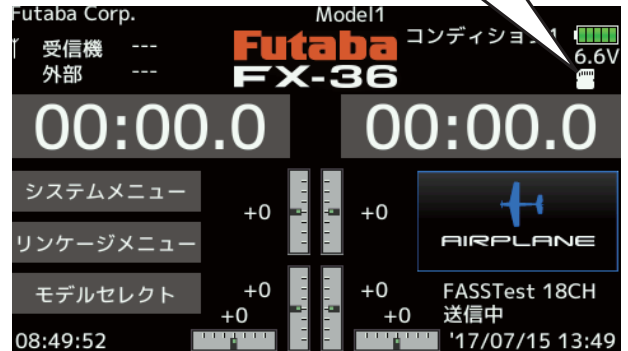 Futaba Corp.
Model1
受信機 ---
外部 ---
Futaba
FX-36
コンディション1
6.6V
00:00.0
00:00.0
システムメニュー
リンケージメニュー
モデルセレクト
+0
+0
+0
+0
+0
+0
AIRPLANE
FASSTest 18CH
送信中
08:49:52
'17/07/15 13:49